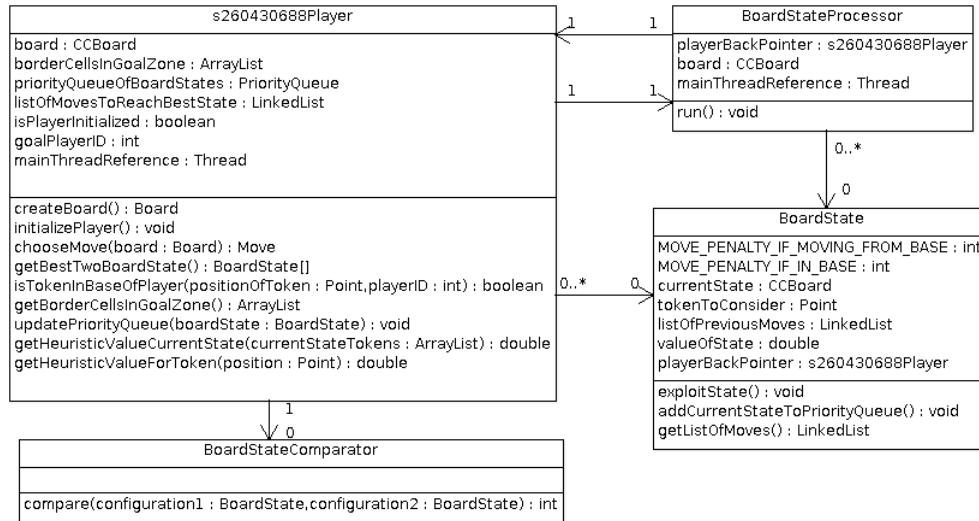 s260430688Player
board : CCBoard
borderCellsInGoalZone : ArrayList
priorityQueueOfBoardStates : PriorityQueue
listOfMovesToReachBestState : LinkedList
isPlayerInitialized : boolean
goalPlayerID : int
mainThreadReference : Thread
createBoard() : Board
initializePlayer() : void
chooseMove(board : Board) : Move
getBestTwoBoardState() : BoardState[]
isTokenInBaseOfPlayer(positionOfToken : Point,playerID : int) : boolean
getBorderCellsInGoalZone() : ArrayList
updatePriorityQueue(boardState : BoardState) : void
getHeuristicValueCurrentState(currentStateTokens : ArrayList) : double
getHeuristicValueForToken(position : Point) : double
1 1
1 1
BoardStateProcessor
playerBackPointer : s260430688Player
board : CCBoard
mainThreadReference : Thread
run() : void
0..*
0
0..* 0
BoardState
MOVE_PENALTY_IF_MOVING_FROM_BASE : int
MOVE_PENALTY_IF_IN_BASE : int
currentState : CCBoard
tokenToConsider : Point
listOfPreviousMoves : LinkedList
valueOfState : double
playerBackPointer : s260430688Player
exploitState() : void
addCurrentStateToPriorityQueue() : void
getListOfMoves() : LinkedList
1
0
BoardStateComparator
compare(configuration1 : BoardState,configuration2 : BoardState) : int